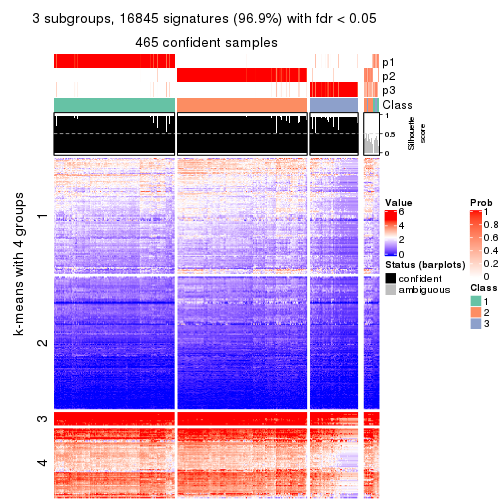 3 subgroups, 16845 signatures (96.9%) with fdr < 0.05
465 confident samples
p1
p2
p3
Class
1
0.5
0
Silhouette
score
k-means with 4 groups
1
2
3
4
Value
6
4
2
0
Status (barplots)
confident
ambiguous
Prob
1
0.8
0.6
0.4
0.2
0
Class
1
2
3